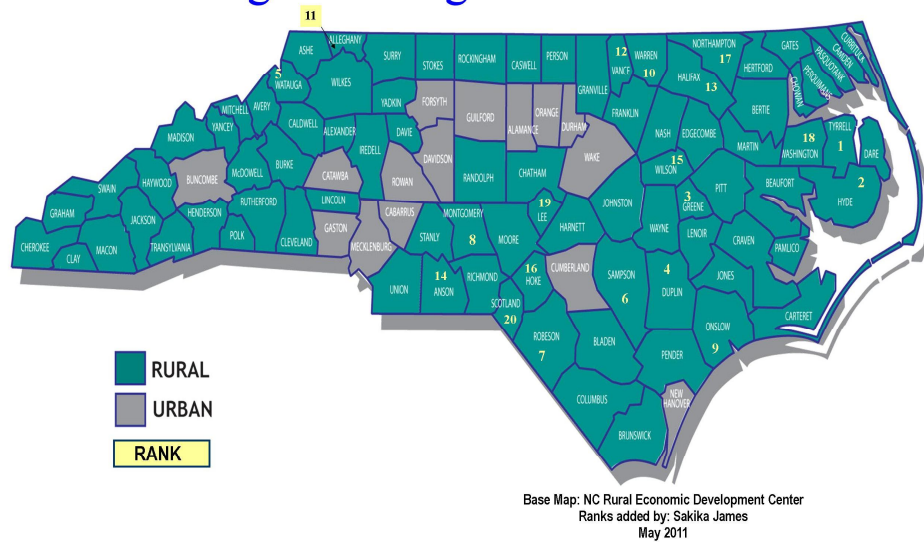 11
ALLEGHANY
NORTHAMPTON
CURRITUCK
ASHE
SURRY
STOKES
ROCKINGHAM
CASWELL
PERSON
12
VANCE
WARREN
17
GATES
CAMDEN
PASQUOTANK
PERQUIMANS
5
WATAUGA
WILKES
10
HALIFAX
HERTFORD
CHOWAN
13
MITCHELL
AVERY
YADKIN
FORSYTH
GUILFORD
ALAMANCE
ORANGE
DURHAM
GRANVILLE
FRANKLIN
BERTIE
MADISON
YANCEY
CALDWELL
ALEXANDER
IREDELL
DAVIE
NASH
EDGECOMBE
MARTIN
18
WASHINGTON
TYRRELL
1
DARE
SWAIN
HAYWOOD
BUNCOMBE
McDOWELL
BURKE
CATAWBA
ROWAN
DAVIDSON
RANDOLPH
CHATHAM
WAKE
15
WILSON
PITT
BEAUFORT
2
HYDE
GRAHAM
JACKSON
HENDERSON
RUTHERFORD
LINCOLN
CABARRUS
MONTGOMERY
19
LEE
JOHNSTON
3
GREENE
CHEROKEE
CLAY
MACON
TRANSYLVANIA
POLK
CLEVELAND
GASTON
MECKLENBURG
STANLY
8
MOORE
HARNETT
WAYNE
LENOIR
CRAVEN
PAMLICO
UNION
14
ANSON
RICHMOND
16
HOKE
CUMBERLAND
SAMPSON
4
DUPLIN
JONES
6
SCOTLAND
20
CARTERET
ROBESON
7
BLADEN
ONSLOW
9
PENDER
COLUMBUS
NEW
HANOVER
BRUNSWICK
RURAL
URBAN
RANK
Base Map: NC Rural Economic Development Center
Ranks added by: Sakika James
May 2011